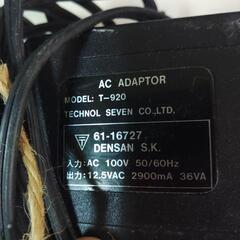 AC ADAPTOR
MODEL: T-920
TECHNOL SEVEN CO.,LTD,
61-16727
DENSAN S.K.
入力: AC 100V 50/60Hz
出力: 12.5VAC 2900mA 36VA